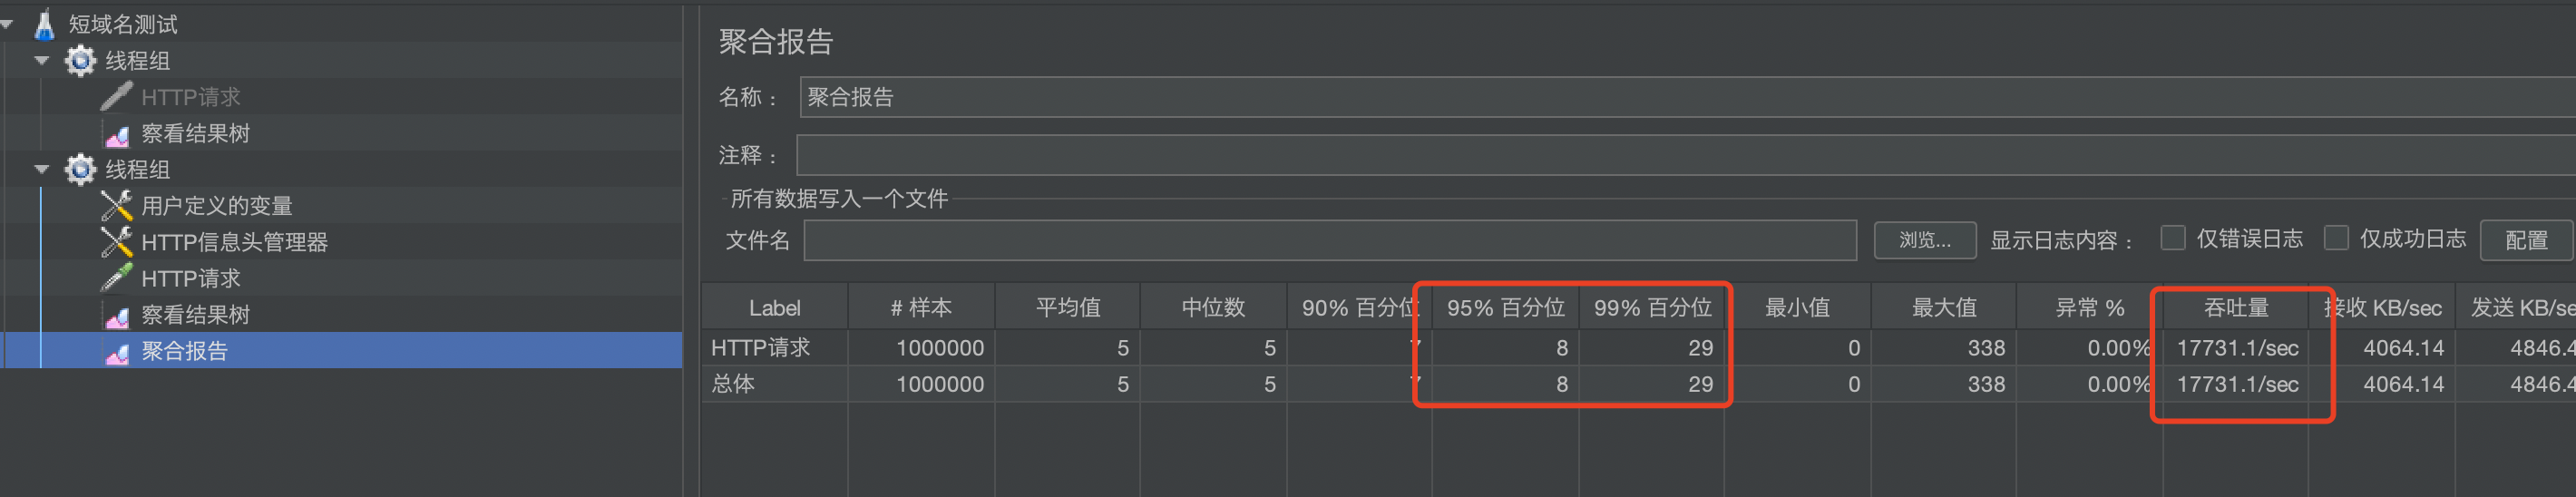 短域名测试
线程组
HTTP请求
察看结果树
线程组
用户定义的变量
HTTP信息头管理器
HTTP请求
察看结果树
聚合报告
聚合报告
名称： 聚合报告
注释：
所有数据写入一个文件
文件名 浏览... 显示日志内容： 仅错误日志 仅成功日志 配置
Label # 样本 平均值 中位数 90% 百分位 95% 百分位 99% 百分位 最小值 最大值 异常 % 吞吐量 接收 KB/sec 发送 KB/se
HTTP请求 1000000 5 5 7 8 29 0 338 0.00% 17731.1/sec 4064.14 4846.4
总体 1000000 5 5 7 8 29 0 338 0.00% 17731.1/sec 4064.14 4846.4